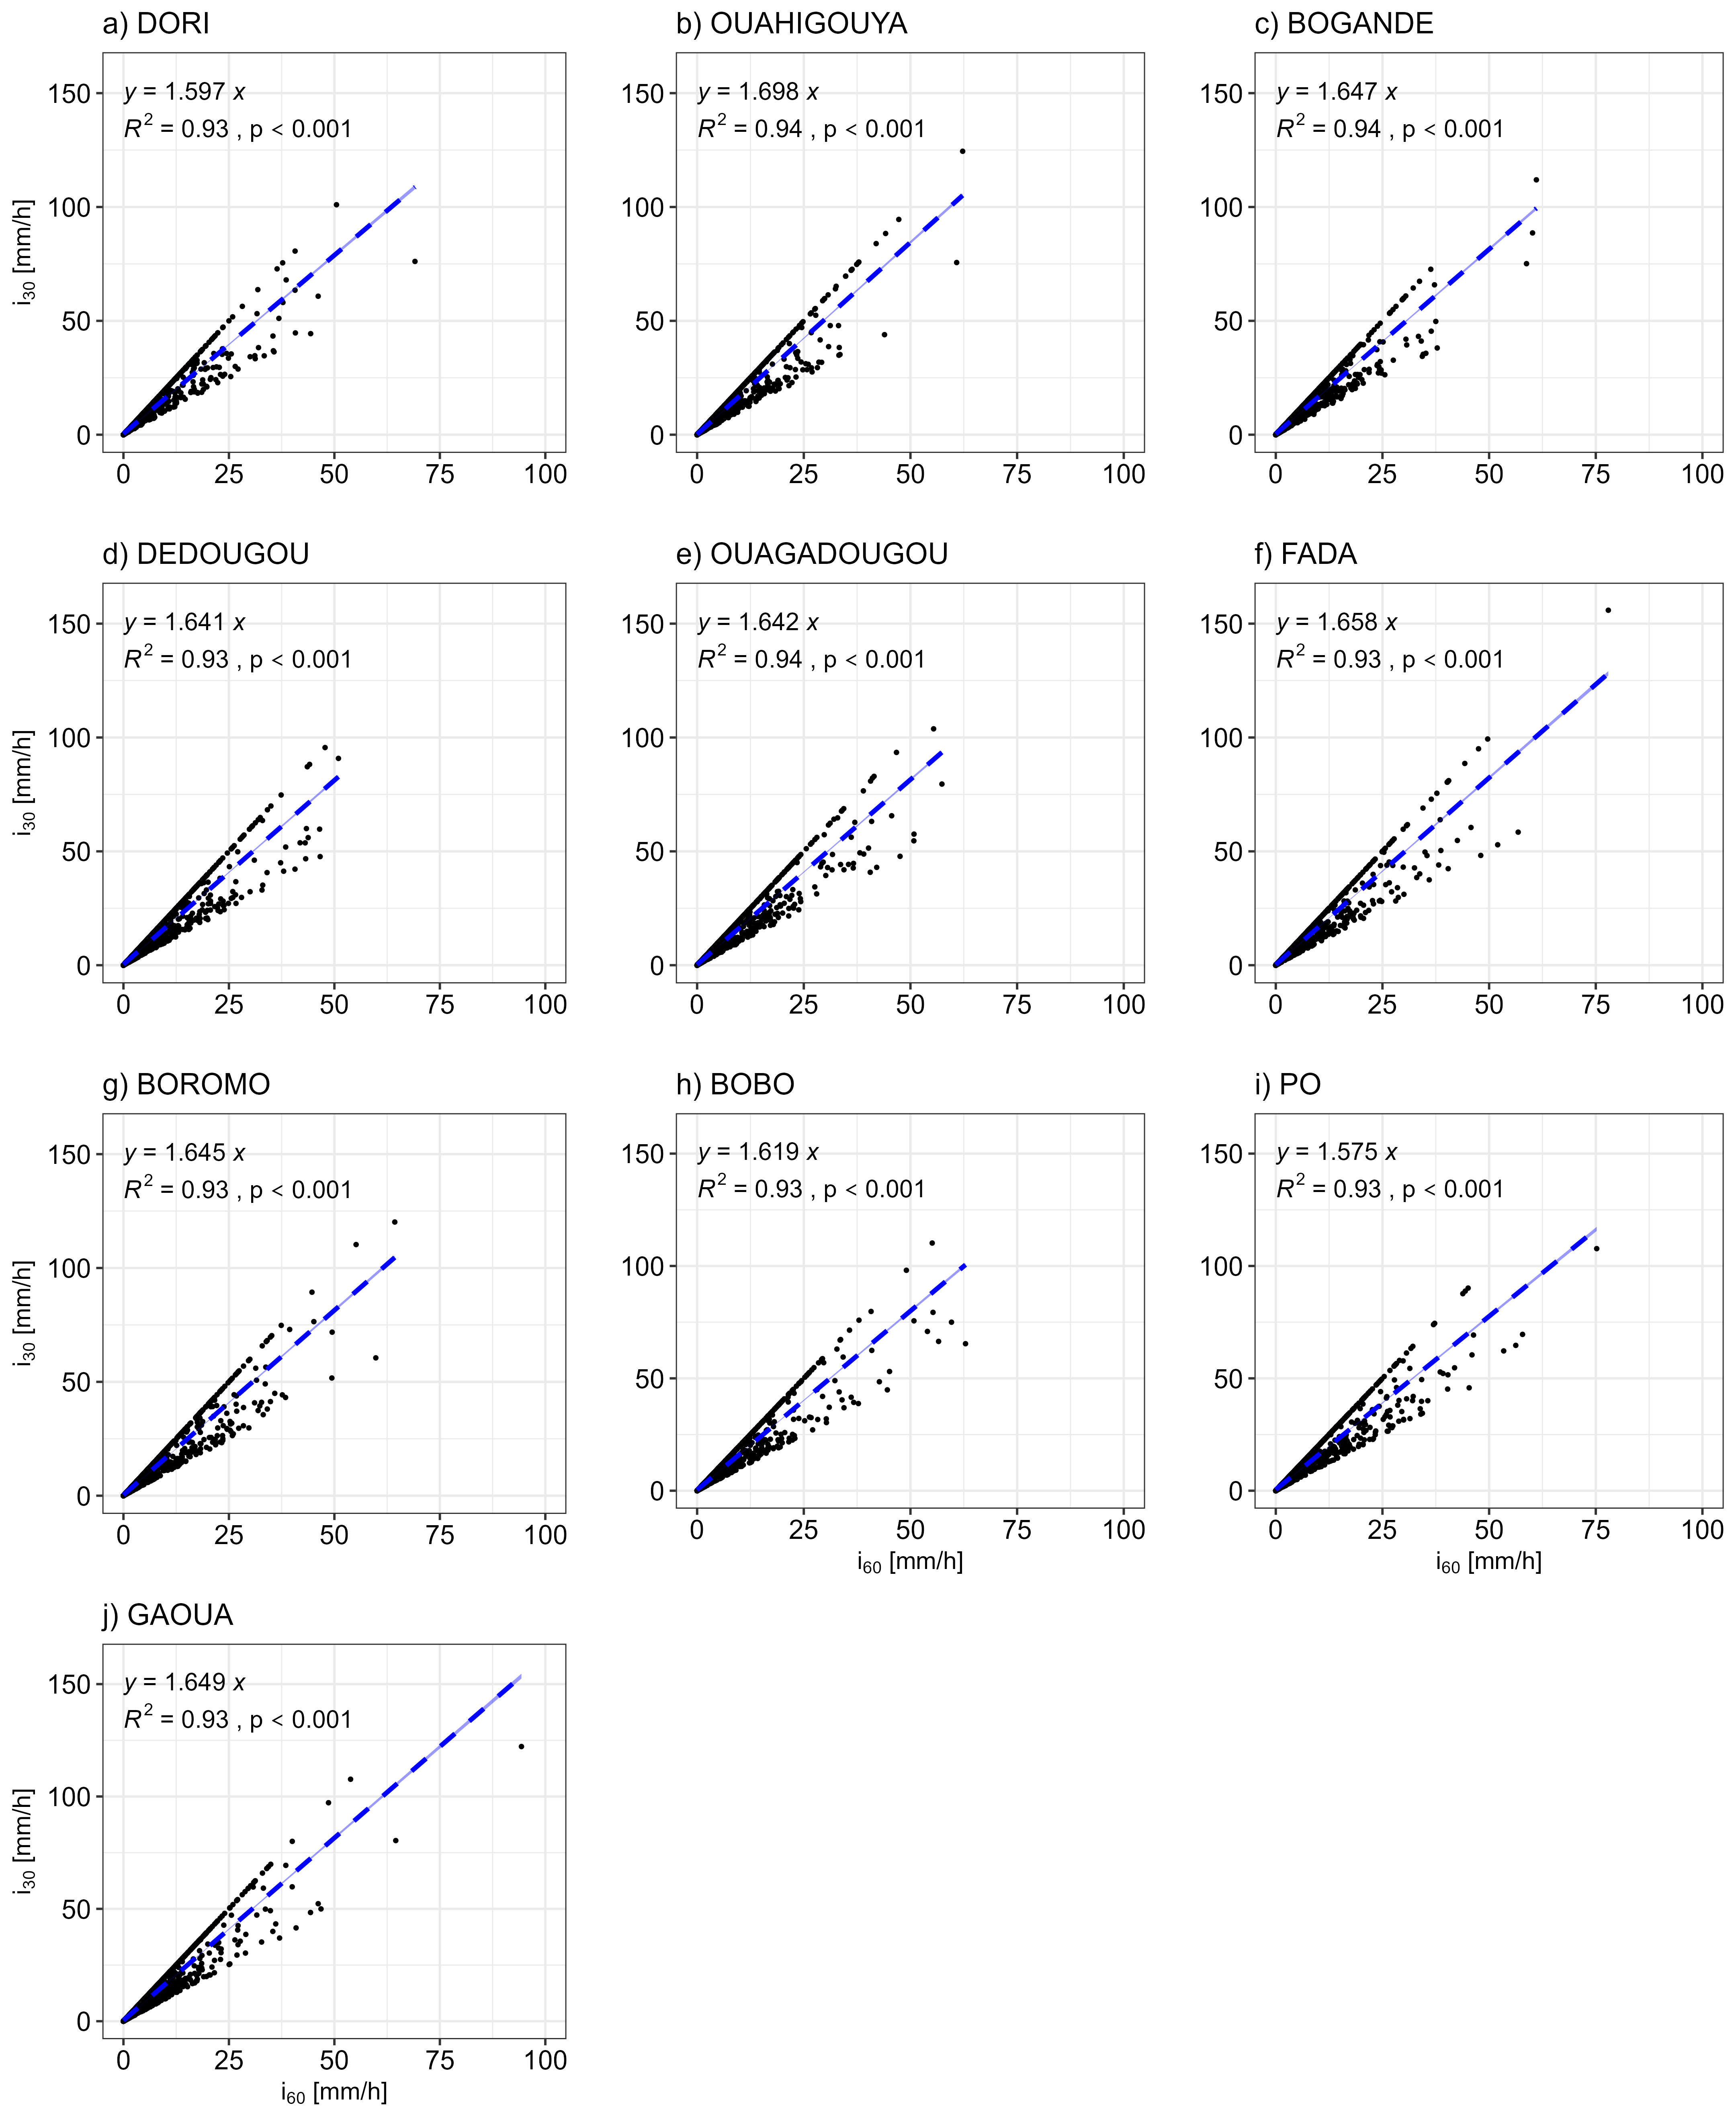 a) DORI
y = 1.597 x
R² = 0.93 , p < 0.001
150
100
50
0
0 25 50 75 100
i₃₀ [mm/h]
b) OUAHIGOUYA
y = 1.698 x
R² = 0.94 , p < 0.001
150
100
50
0
0 25 50 75 100
c) BOGANDE
y = 1.647 x
R² = 0.94 , p < 0.001
150
100
50
0
0 25 50 75 100
d) DEDOUGOU
y = 1.641 x
R² = 0.93 , p < 0.001
150
100
50
0
0 25 50 75 100
i₃₀ [mm/h]
e) OUAGADOUGOU
y = 1.642 x
R² = 0.94 , p < 0.001
150
100
50
0
0 25 50 75 100
f) FADA
y = 1.658 x
R² = 0.93 , p < 0.001
150
100
50
0
0 25 50 75 100
g) BOROMO
y = 1.645 x
R² = 0.93 , p < 0.001
150
100
50
0
0 25 50 75 100
i₃₀ [mm/h]
h) BOBO
y = 1.619 x
R² = 0.93 , p < 0.001
150
100
50
0
0 25 50 75 100
i₆₀ [mm/h]
i) PO
y = 1.575 x
R² = 0.93 , p < 0.001
150
100
50
0
0 25 50 75 100
i₆₀ [mm/h]
j) GAOUA
y = 1.649 x
R² = 0.93 , p < 0.001
150
100
50
0
0 25 50 75 100
i₃₀ [mm/h]
i₆₀ [mm/h]